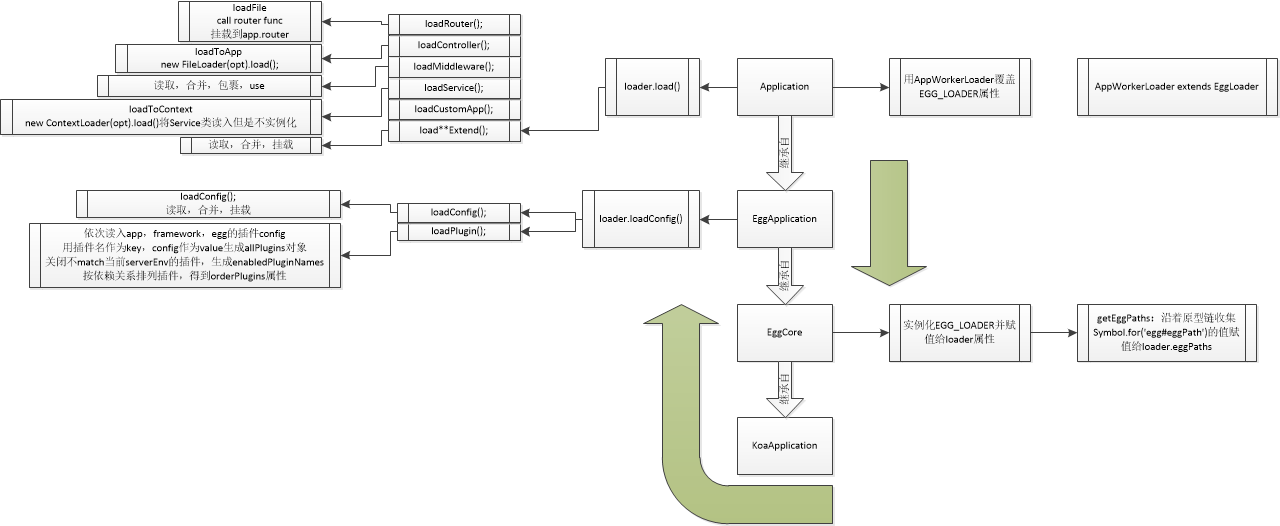 loadFile
call router func
挂载到app.router
loadToApp
new FileLoader(opt).load();
读取，合并，包裹，use
loadToContext
new ContextLoader(opt).load()将Service类读入但是不实例化
读取，合并，挂载
loadRouter();
loadController();
loadMiddleware();
loadService();
loadCustomApp();
load**Extend();
loader.load()
Application
用AppWorkerLoader覆盖
EGG_LOADER属性
AppWorkerLoader extends EggLoader
继承自
loadConfig();
读取，合并，挂载
依次读入app，framework，egg的插件config
用插件名作为key，config作为value生成allPlugins对象
关闭不match当前serverEnv的插件，生成enabledPluginNames
按依赖关系排列插件，得到orderPlugins属性
loadConfig();
loadPlugin();
loader.loadConfig()
EggApplication
继承自
EggCore
实例化EGG_LOADER并赋
值给loader属性
getEggPaths：沿着原型链收集
Symbol.for('egg#eggPath')的值赋
值给loader.eggPaths
继承自
KoaApplication